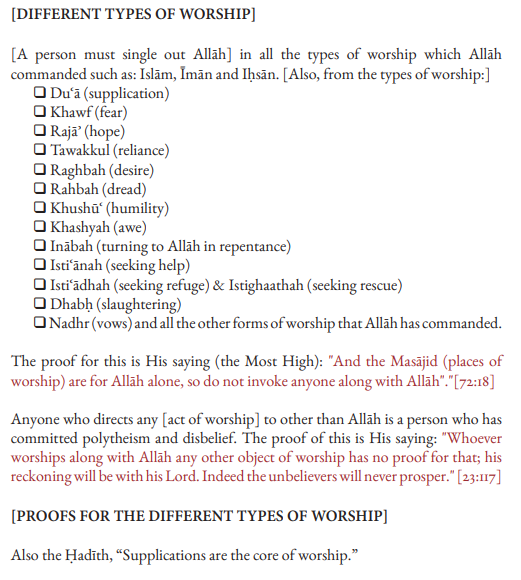 [DIFFERENT TYPES OF WORSHIP]
[A person must single out Allāh] in all the types of worship which Allāh
commanded such as: Islām, Īmān and Iḥsān. [Also, from the types of worship:]
❑ Du‘ā (supplication)
❑ Khawf (fear)
❑ Rajā’ (hope)
❑ Tawakkul (reliance)
❑ Raghbah (desire)
❑ Rahbah (dread)
❑ Khushū‘ (humility)
❑ Khashyah (awe)
❑ Inābah (turning to Allāh in repentance)
❑ Isti‘ānah (seeking help)
❑ Isti‘ādhah (seeking refuge) & Istighaathah (seeking rescue)
❑ Dhabḥ (slaughtering)
❑ Nadhr (vows) and all the other forms of worship that Allāh has commanded.
The proof for this is His saying (the Most High): "And the Masājid (places of
worship) are for Allāh alone, so do not invoke anyone along with Allāh"."[72:18]
Anyone who directs any [act of worship] to other than Allāh is a person who has
committed polytheism and disbelief. The proof of this is His saying: "Whoever
worships along with Allāh any other object of worship has no proof for that; his
reckoning will be with his Lord. Indeed the unbelievers will never prosper." [23:117]
[PROOFS FOR THE DIFFERENT TYPES OF WORSHIP]
Also the Ḥadīth, “Supplications are the core of worship.”